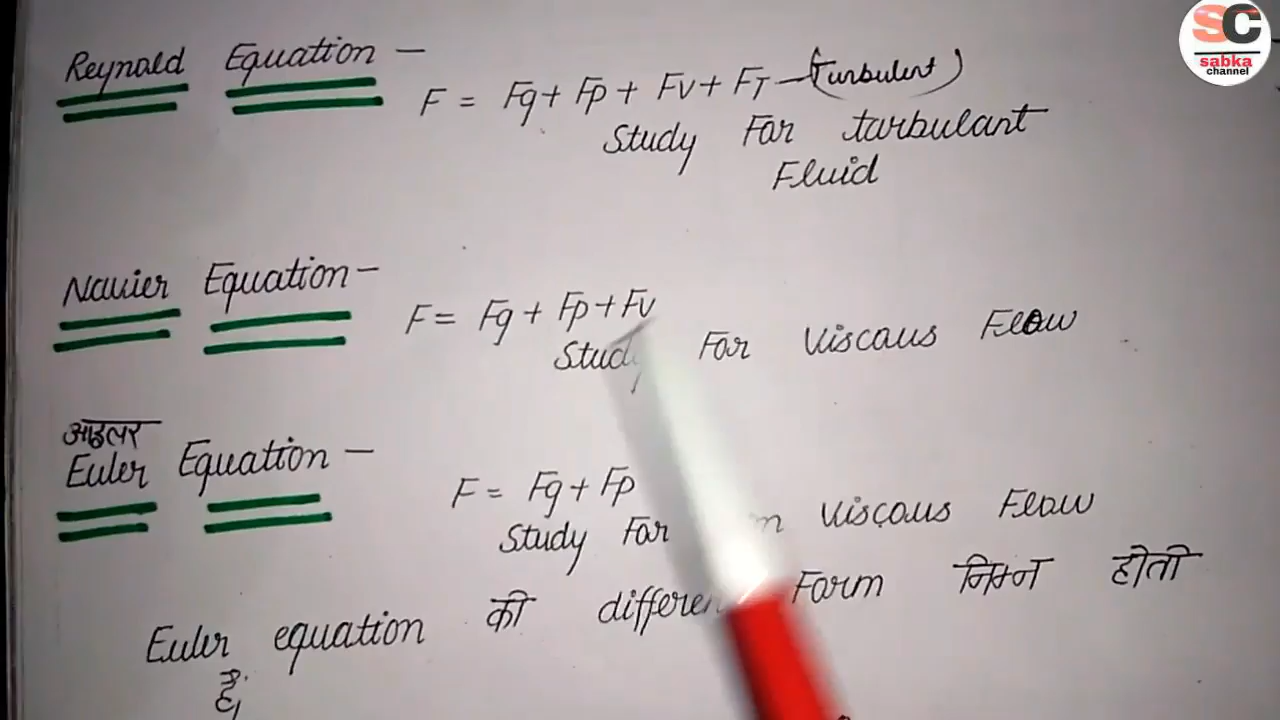 SC
sabka
channel
Reynald Equation —
F = Fg + Fp + Fv + FT — (Turbulent)
Study For turbulant
Fluid
Navier Equation —
F = Fg + Fp + Fv
Study For Viscous Flow
आइलर
Euler Equation —
F = Fg + Fp
Study For Viscous Flow
Euler equation की Form निम्न होती
हैं,